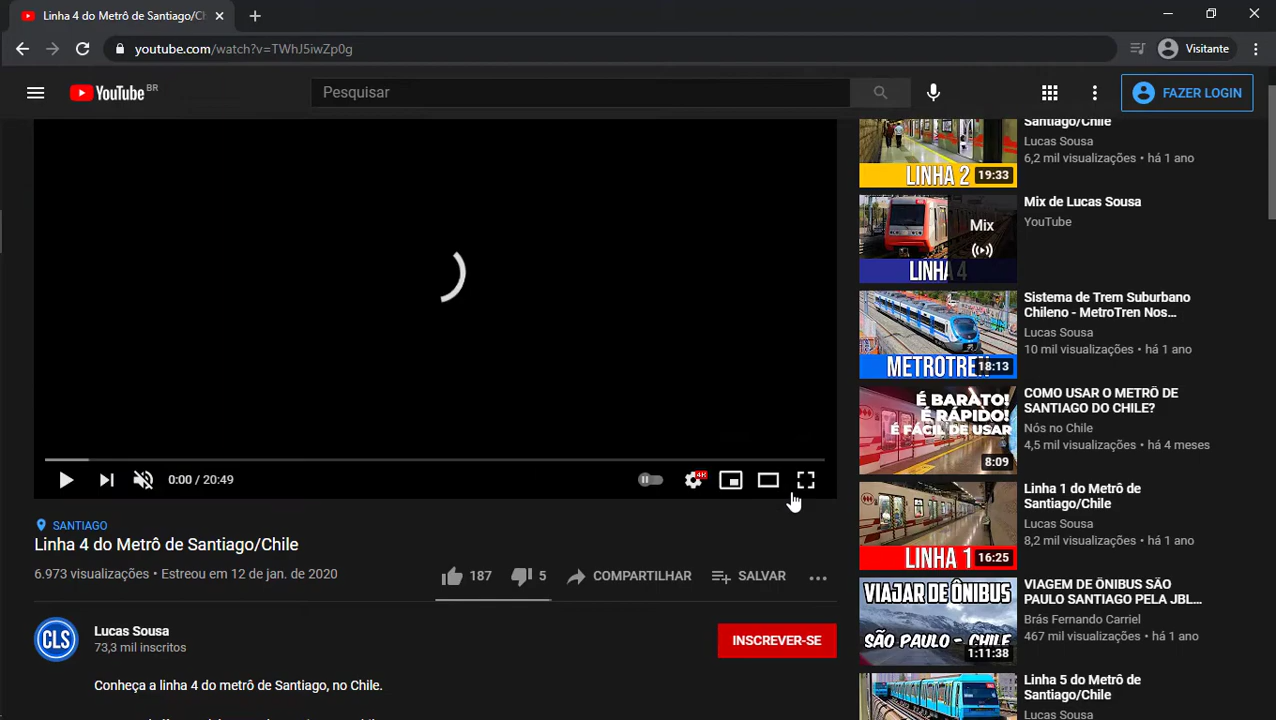 Linha 4 do Metrô de Santiago/Ch
youtube.com/watch?v=TWhJ5iwZp0g
Visitante
YouTube BR
Pesquisar
FAZER LOGIN
4K
0:00 / 20:49
SANTIAGO
Linha 4 do Metrô de Santiago/Chile
6.973 visualizações • Estreou em 12 de jan. de 2020
187
5
COMPARTILHAR
SALVAR
CLS
Lucas Sousa
73,3 mil inscritos
INSCREVER-SE
Conheça a linha 4 do metrô de Santiago, no Chile.
LINHA 2
19:33
Santiago/Chile
Lucas Sousa
6,2 mil visualizações • há 1 ano
Mix
LINHA 4
Mix de Lucas Sousa
YouTube
METROTREN
18:13
Sistema de Trem Suburbano
Chileno - MetroTren Nos...
Lucas Sousa
10 mil visualizações • há 1 ano
É BARATO!
É RÁPIDO!
É FÁCIL DE USAR
8:09
COMO USAR O METRÔ DE
SANTIAGO DO CHILE?
Nós no Chile
4,5 mil visualizações • há 4 meses
LINHA 1
16:25
Linha 1 do Metrô de
Santiago/Chile
Lucas Sousa
8,2 mil visualizações • há 1 ano
VIAJAR DE ÔNIBUS
SÃO PAULO - CHILE
1:11:38
VIAGEM DE ÔNIBUS SÃO
PAULO SANTIAGO PELA JBL...
Brás Fernando Carriel
467 mil visualizações • há 1 ano
Linha 5 do Metrô de
Santiago/Chile
Lucas Sousa